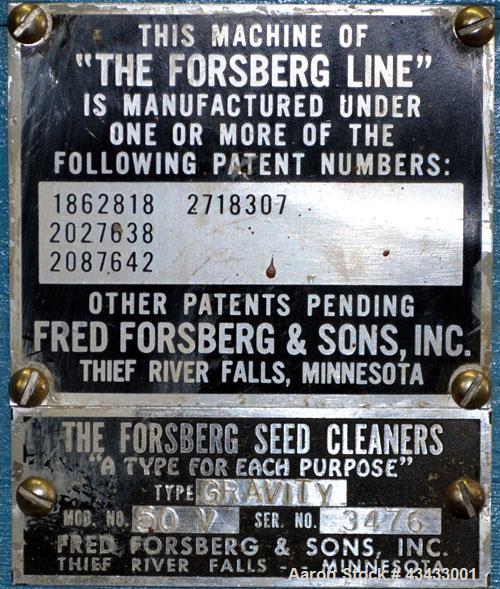 THIS MACHINE OF
"THE FORSBERG LINE"
IS MANUFACTURED UNDER
ONE OR MORE OF THE
FOLLOWING PATENT NUMBERS:
1862818 2718307
2027638
2087642
OTHER PATENTS PENDING
FRED FORSBERG & SONS, INC.
THIEF RIVER FALLS, MINNESOTA
THE FORSBERG SEED CLEANERS
"A TYPE FOR EACH PURPOSE"
TYPE GRAVITY
MOD. NO. 50 V SER. NO. 3476
FRED FORSBERG & SONS, INC.
THIEF RIVER FALLS - - MINNESOTA
Aaron Stock # 43433001